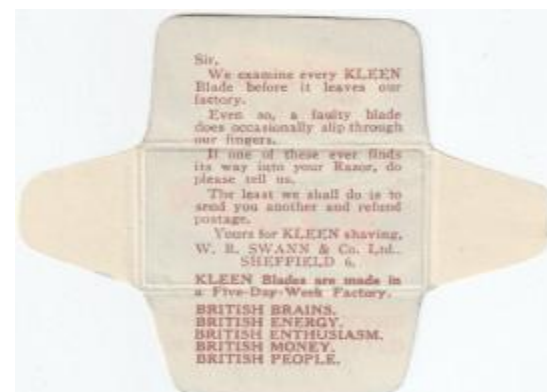 Sir,
We examine every KLEEN
Blade before it leaves our
factory.
Even so, a faulty blade
does occasionally slip through
our fingers.
If one of these ever finds
its way into your Razor, do
please tell us.
The least we shall do is to
send you another and refund
postage.
Yours for KLEEN shaving,
W. R. SWANN & Co. Ltd.,
SHEFFIELD 6.
KLEEN Blades are made in
a Five-Day-Week Factory.
BRITISH BRAINS.
BRITISH ENERGY.
BRITISH ENTHUSIASM.
BRITISH MONEY.
BRITISH PEOPLE.